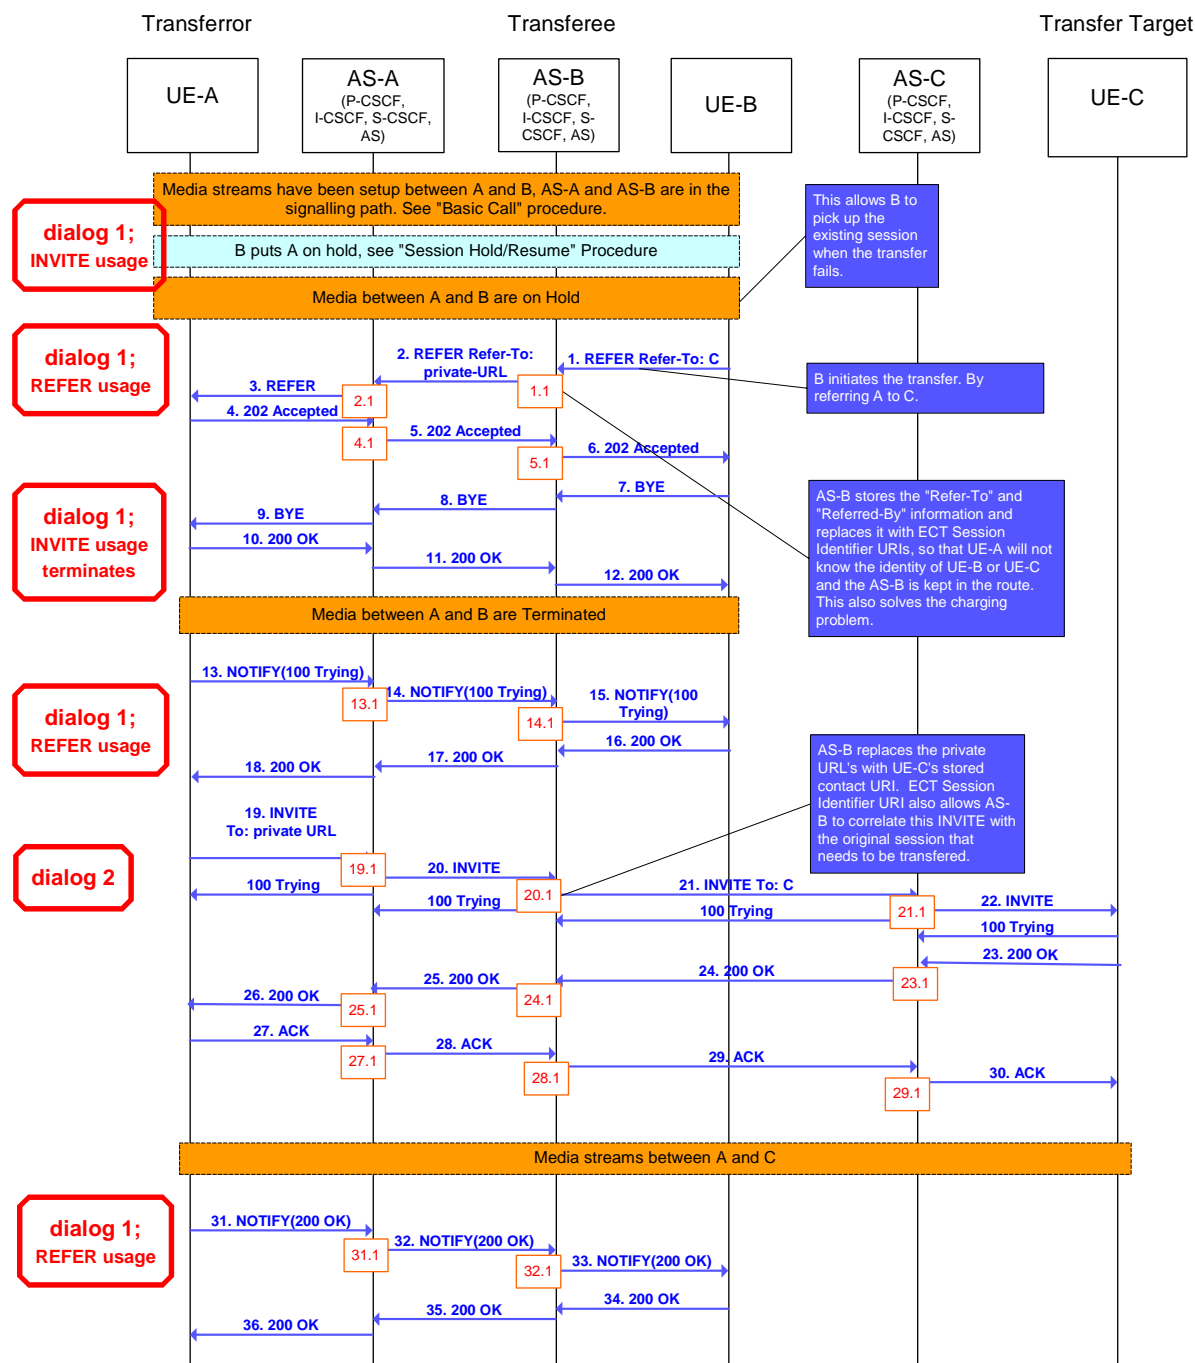 Transferror
Transferee
Transfer Target
UE-A
AS-A
(P-CSCF,
I-CSCF, S-CSCF,
AS)
AS-B
(P-CSCF,
I-CSCF, S-
CSCF, AS)
UE-B
AS-C
(P-CSCF,
I-CSCF, S-
CSCF, AS)
UE-C
Media streams have been setup between A and B, AS-A and AS-B are in the
signalling path. See "Basic Call" procedure.
This allows B to
pick up the
existing session
when the transfer
fails.
dialog 1;
INVITE usage
B puts A on hold, see "Session Hold/Resume" Procedure
Media between A and B are on Hold
dialog 1;
REFER usage
1. REFER Refer-To: C
2. REFER Refer-To:
private-URL
1.1
3. REFER
2.1
B initiates the transfer. By
referring A to C.
4. 202 Accepted
4.1
5. 202 Accepted
5.1
6. 202 Accepted
dialog 1;
INVITE usage
terminates
7. BYE
8. BYE
9. BYE
10. 200 OK
11. 200 OK
12. 200 OK
AS-B stores the "Refer-To" and
"Referred-By" information and
replaces it with ECT Session
Identifier URIs, so that UE-A will not
know the identity of UE-B or UE-C
and the AS-B is kept in the route.
This also solves the charging
problem.
Media between A and B are Terminated
dialog 1;
REFER usage
13. NOTIFY(100 Trying)
13.1
14. NOTIFY(100 Trying)
14.1
15. NOTIFY(100
Trying)
16. 200 OK
17. 200 OK
18. 200 OK
AS-B replaces the private
URL's with UE-C's stored
contact URI. ECT Session
Identifier URI also allows AS-
B to correlate this INVITE with
the original session that
needs to be transfered.
dialog 2
19. INVITE
To: private URL
19.1
100 Trying
20. INVITE
20.1
100 Trying
21. INVITE To: C
21.1
100 Trying
22. INVITE
100 Trying
23. 200 OK
23.1
24. 200 OK
24.1
25. 200 OK
25.1
26. 200 OK
27. ACK
27.1
28. ACK
28.1
29. ACK
29.1
30. ACK
Media streams between A and C
dialog 1;
REFER usage
31. NOTIFY(200 OK)
31.1
32. NOTIFY(200 OK)
32.1
33. NOTIFY(200 OK)
34. 200 OK
35. 200 OK
36. 200 OK